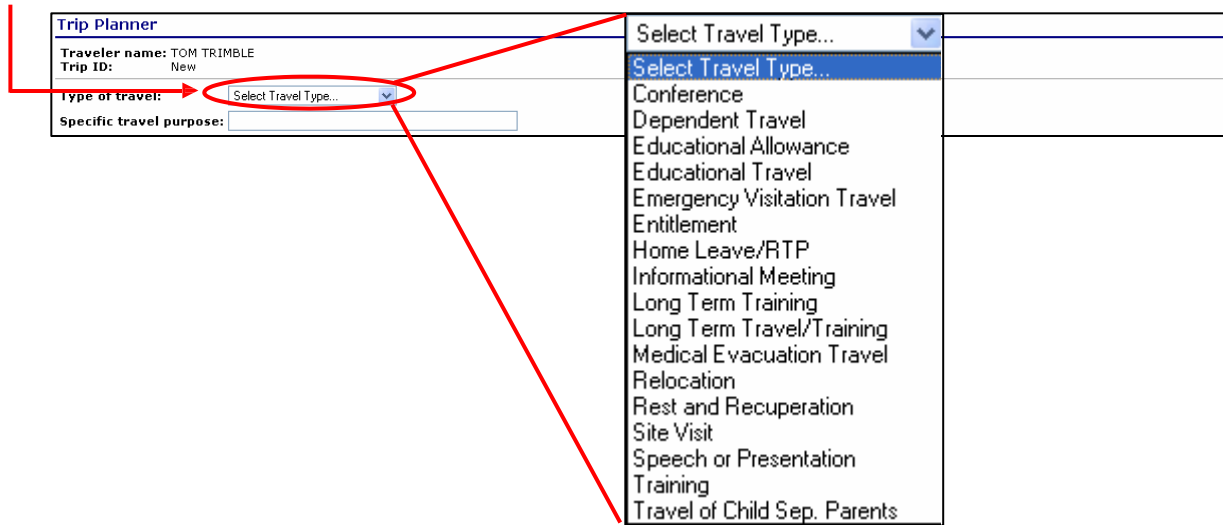 Trip Planner
Traveler name: TOM TRIMBLE
Trip ID: New
Type of travel: Select Travel Type...
Specific travel purpose:
Select Travel Type...
Select Travel Type...
Conference
Dependent Travel
Educational Allowance
Educational Travel
Emergency Visitation Travel
Entitlement
Home Leave/RTP
Informational Meeting
Long Term Training
Long Term Travel/Training
Medical Evacuation Travel
Relocation
Rest and Recuperation
Site Visit
Speech or Presentation
Training
Travel of Child Sep. Parents